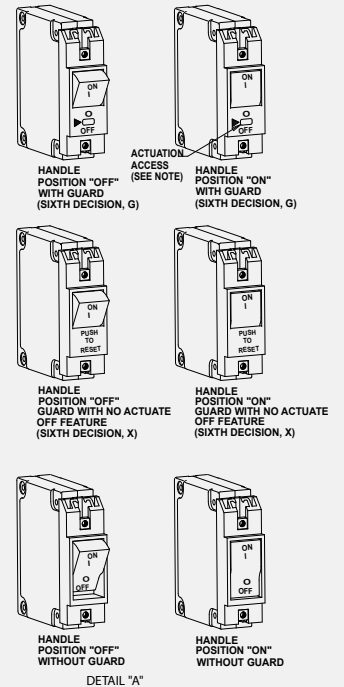 ON
I
O
OFF
ON
I
O
OFF
ACTUATION
ACCESS
(SEE NOTE)
HANDLE
POSITION "OFF"
WITH GUARD
(SIXTH DECISION, G)
HANDLE
POSITION "ON"
WITH GUARD
(SIXTH DECISION, G)
ON
I
PUSH
TO
RESET
ON
I
PUSH
TO
RESET
HANDLE
POSITION "OFF"
GUARD WITH NO ACTUATE
OFF FEATURE
(SIXTH DECISION, X)
HANDLE
POSITION "ON"
GUARD WITH NO ACTUATE
OFF FEATURE
(SIXTH DECISION, X)
ON
I
O
OFF
ON
I
O
OFF
HANDLE
POSITION "OFF"
WITHOUT GUARD
HANDLE
POSITION "ON"
WITHOUT GUARD
DETAIL "A"